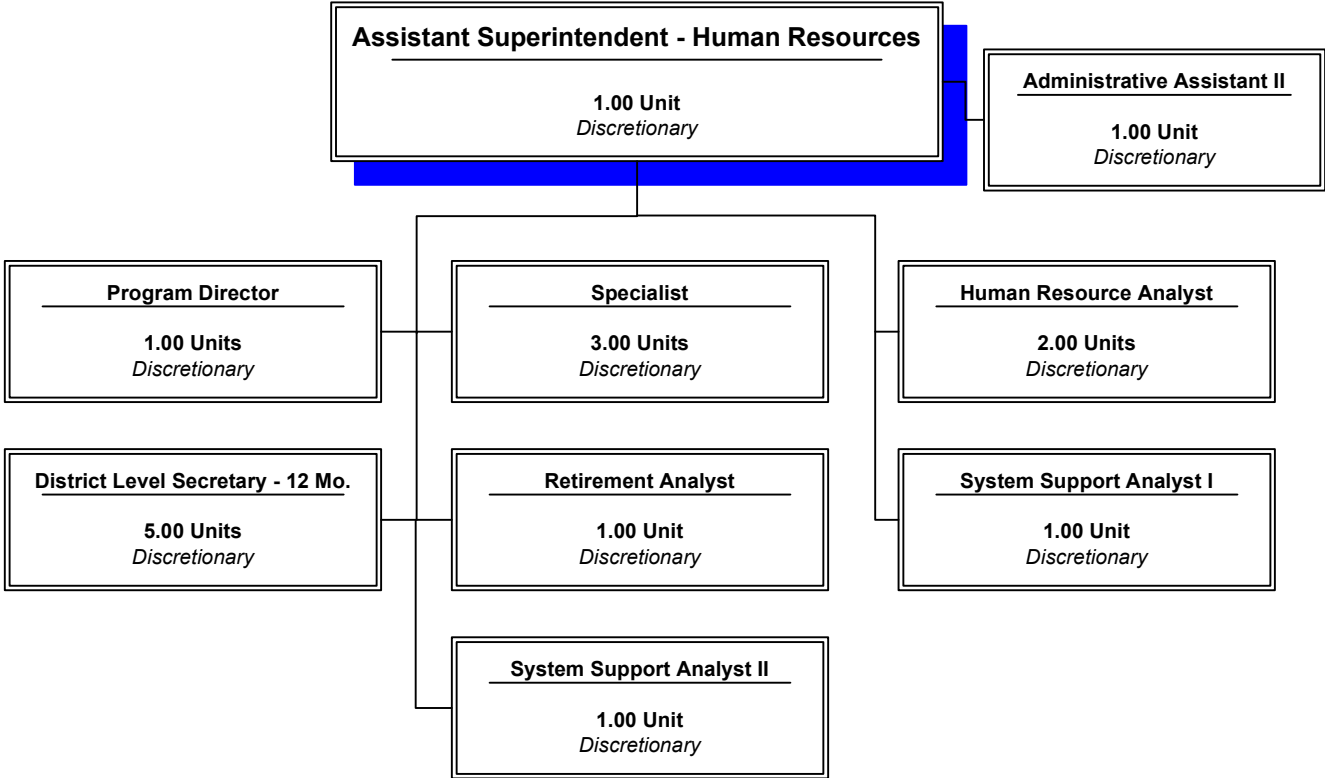 Assistant Superintendent - Human Resources
1.00 Unit
Discretionary
Administrative Assistant II
1.00 Unit
Discretionary
Program Director
1.00 Units
Discretionary
Specialist
3.00 Units
Discretionary
Human Resource Analyst
2.00 Units
Discretionary
District Level Secretary - 12 Mo.
5.00 Units
Discretionary
Retirement Analyst
1.00 Unit
Discretionary
System Support Analyst I
1.00 Unit
Discretionary
System Support Analyst II
1.00 Unit
Discretionary